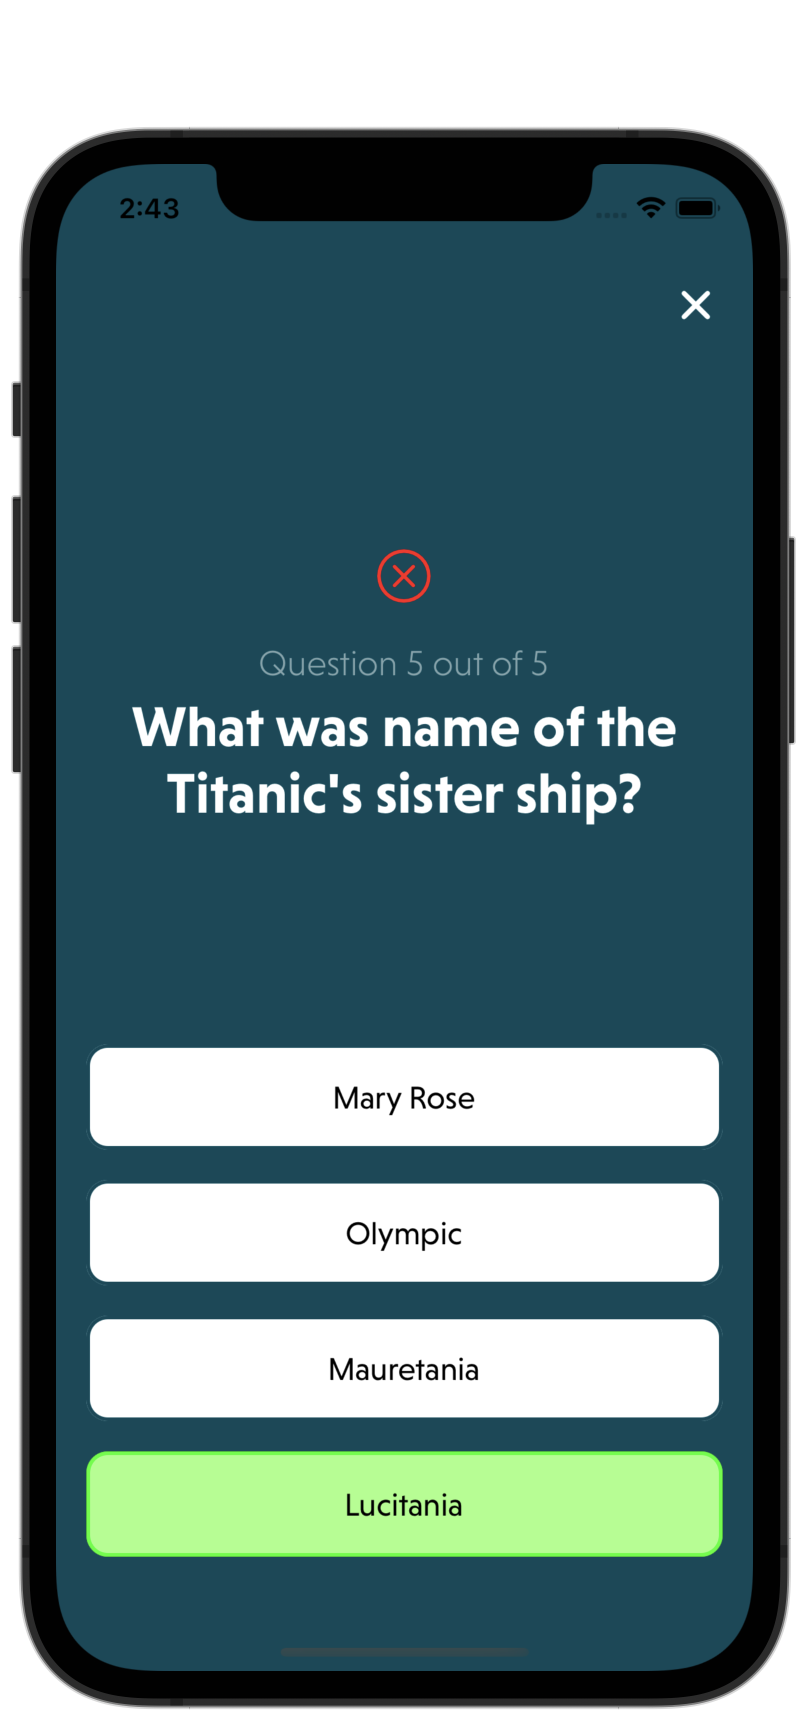 2:43
Question 5 out of 5
What was name of the
Titanic's sister ship?
Mary Rose
Olympic
Mauretania
Lucitania